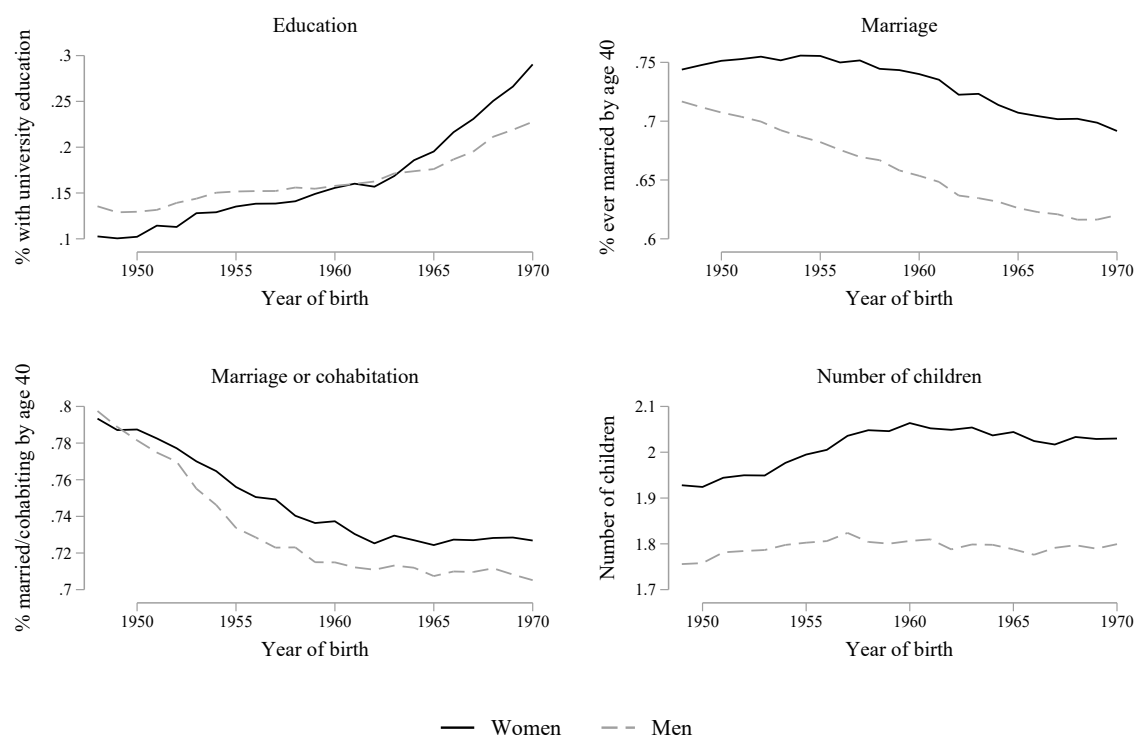 Education
% with university education
.3
.25
.2
.15
.1
1950 1955 1960 1965 1970
Year of birth
Marriage
% ever married by age 40
.75
.7
.65
.6
1950 1955 1960 1965 1970
Year of birth
Marriage or cohabitation
% married/cohabiting by age 40
.8
.78
.76
.74
.72
.7
1950 1955 1960 1965 1970
Year of birth
Number of children
Number of children
2.1
2
1.9
1.8
1.7
1950 1955 1960 1965 1970
Year of birth
Women Men